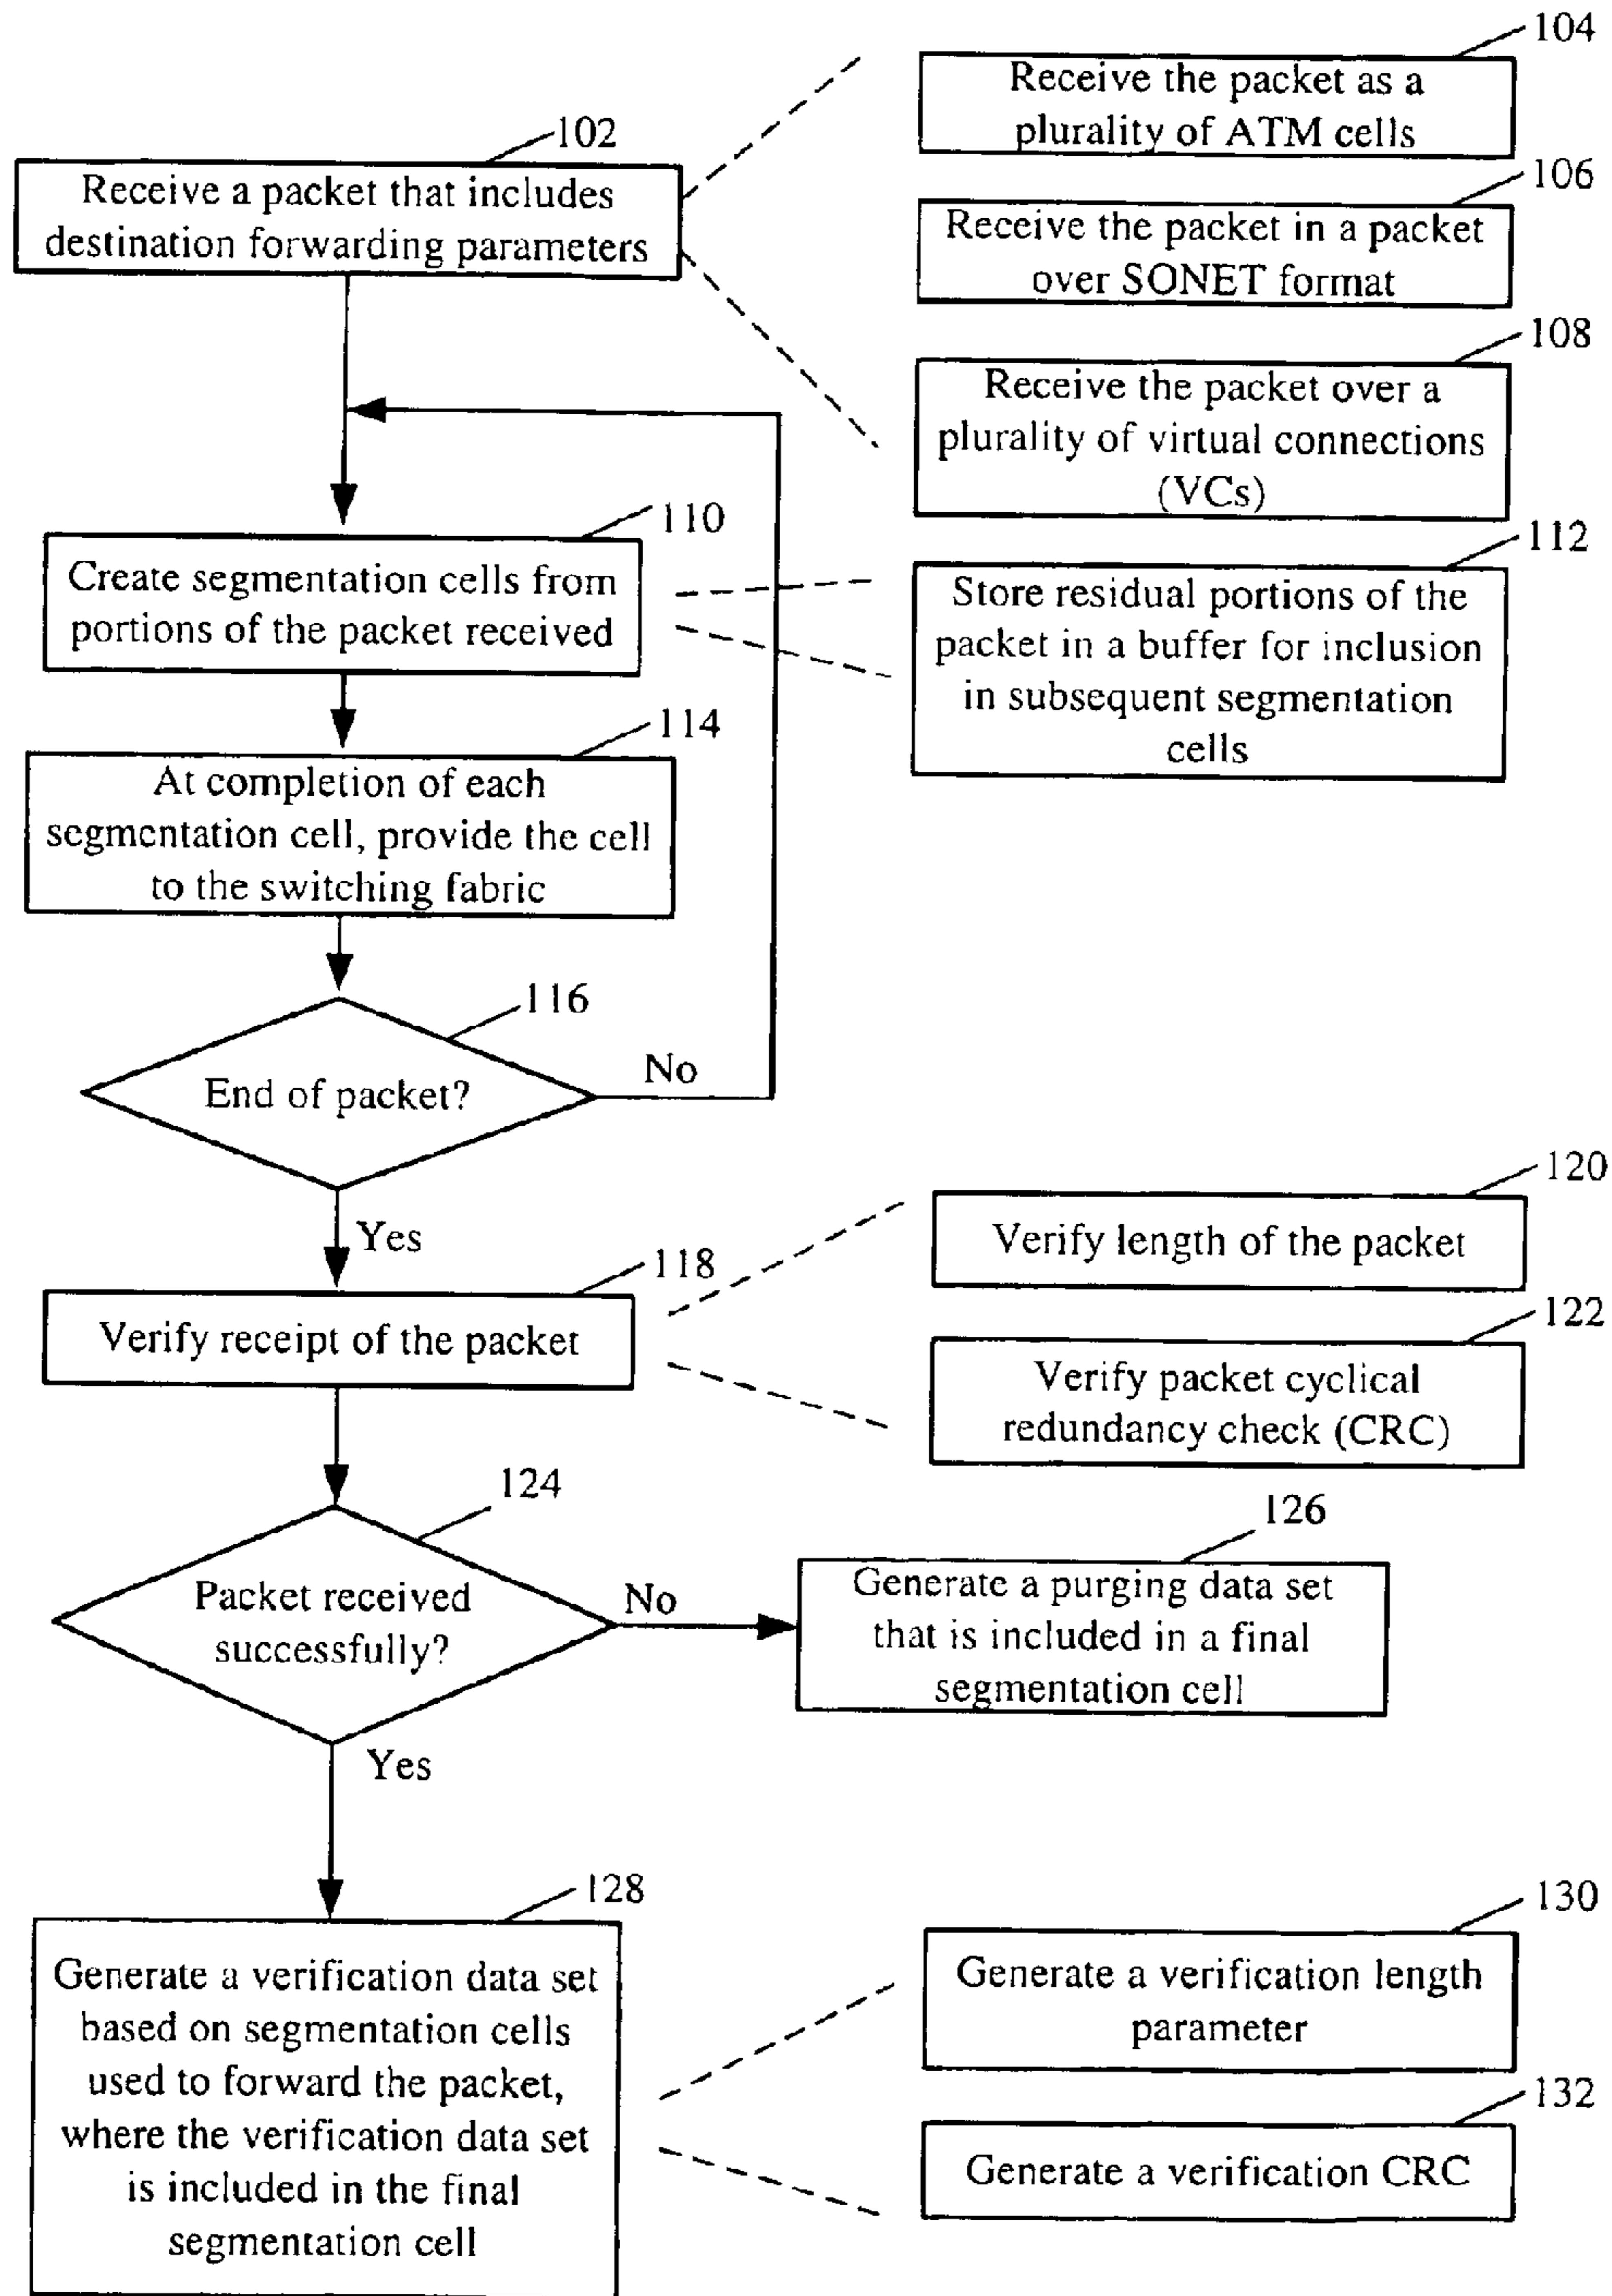 102
Receive a packet that includes
destination forwarding parameters
104
Receive the packet as a
plurality of ATM cells
106
Receive the packet in a packet
over SONET format
108
Receive the packet over a
plurality of virtual connections
(VCs)
110
Create segmentation cells from
portions of the packet received
112
Store residual portions of the
packet in a buffer for inclusion
in subsequent segmentation
cells
114
At completion of each
segmentation cell, provide the cell
to the switching fabric
116
End of packet?
No
Yes
118
Verify receipt of the packet
120
Verify length of the packet
122
Verify packet cyclical
redundancy check (CRC)
124
Packet received
successfully?
No
126
Generate a purging data set
that is included in a final
segmentation cell
Yes
128
Generate a verification data set
based on segmentation cells
used to forward the packet,
where the verification data set
is included in the final
segmentation cell
130
Generate a verification length
parameter
132
Generate a verification CRC